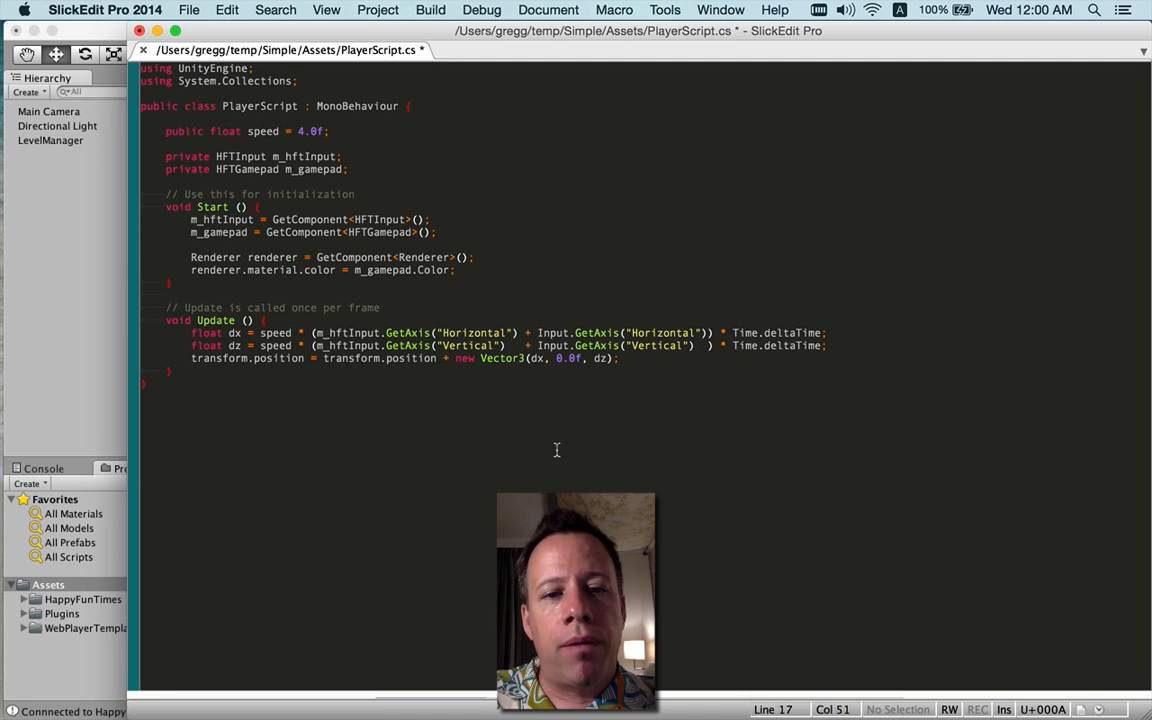 SlickEdit Pro 2014 File Edit Search View Project Build Debug Document Macro Tools Window Help A 100% Wed 12:00 AM
/Users/gregg/temp/Simple/Assets/PlayerScript.cs * - SlickEdit Pro
/Users/gregg/temp/Simple/Assets/PlayerScript.cs *
Hierarchy
Create All
Main Camera
Directional Light
LevelManager
using UnityEngine;
using System.Collections;
public class PlayerScript : MonoBehaviour {
public float speed = 4.0f;
private HFTInput m_hftInput;
private HFTGamepad m_gamepad;
// Use this for initialization
void Start () {
m_hftInput = GetComponent<HFTInput>();
m_gamepad = GetComponent<HFTGamepad>();
Renderer renderer = GetComponent<Renderer>();
renderer.material.color = m_gamepad.Color;
}
// Update is called once per frame
void Update () {
float dx = speed * (m_hftInput.GetAxis("Horizontal") + Input.GetAxis("Horizontal")) * Time.deltaTime;
float dz = speed * (m_hftInput.GetAxis("Vertical")   + Input.GetAxis("Vertical")  ) * Time.deltaTime;
transform.position = transform.position + new Vector3(dx, 0.0f, dz);
}
}
Console Pro
Create
Favorites
All Materials
All Models
All Prefabs
All Scripts
Assets
HappyFunTimes
Plugins
WebPlayerTempla
Connnected to Happy
Line 17 Col 51 No Selection RW REC Ins U+000A